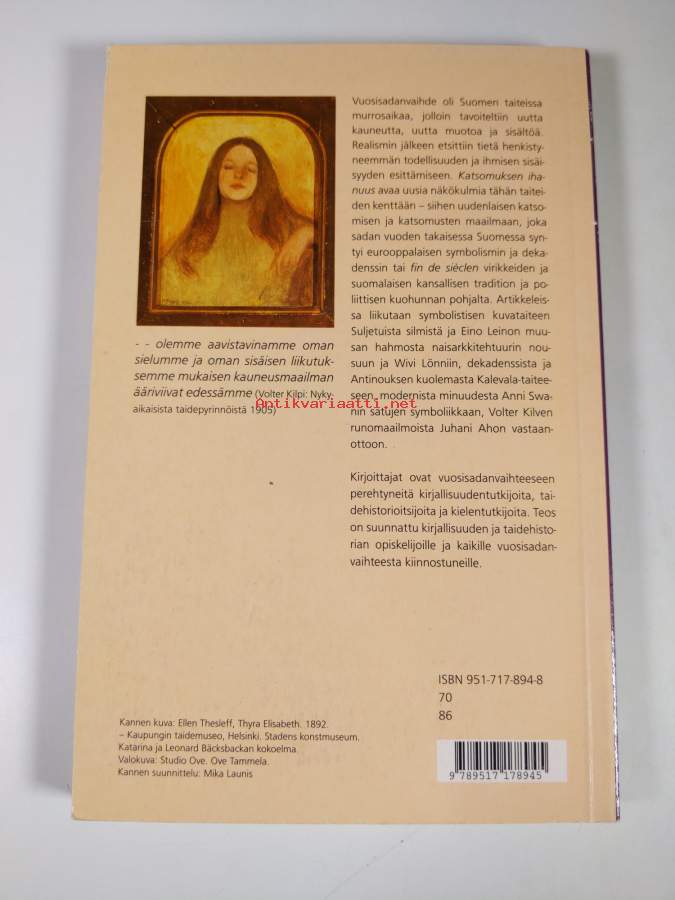 Vuosisadanvaihde oli Suomen taiteissa
murrosaikaa, jolloin tavoiteltiin uutta
kauneutta, uutta muotoa ja sisältöä.
Realismin jälkeen etsittiin tietä henkisty-
neemmän todellisuuden ja ihmisen sisäi-
syyden esittämiseen. Katsomuksen iha-
nuus avaa uusia näkökulmia tähän taitei-
den kenttään – siihen uudenlaisen katso-
misen ja katsomusten maailmaan, joka
sadan vuoden takaisessa Suomessa syn-
tyi eurooppalaisen symbolismin ja deka-
denssin tai fin de sièclen virikkeiden ja
suomalaisen kansallisen tradition ja po-
liittisen kuohunnan pohjalta. Artikkeleis-
sa liikutaan symbolistisen kuvataiteen
Suljetuista silmistä ja Eino Leinon muu-
san hahmosta naisarkkitehtuurin nou-
suun ja Wivi Lönniin, dekadenssista ja
Antinouksen kuolemasta Kalevala-taitee-
seen, modernista minuudesta Anni Swa-
nin satujen symboliikkaan, Volter Kilven
runomaailmoista Juhani Ahon vastaan-
ottoon.
Kirjoittajat ovat vuosisadanvaihteeseen
perehtyneitä kirjallisuudentutkijoita, tai-
dehistorioitsijoita ja kielentutkijoita. Teos
on suunnattu kirjallisuuden ja taidehisto-
rian opiskelijoille ja kaikille vuosisadan-
vaihteesta kiinnostuneille.
- - olemme aavistavinamme oman
sielumme ja oman sisäisen liikutuk-
semme mukaisen kauneusmaailman
ääriviivat edessämme (Volter Kilpi: Nyky-
aikaisista taidepyrinnöistä 1905)
Antikvariaatti.net
ISBN 951-717-894-8
70
86
9 789517 178945
Kannen kuva: Ellen Thesleff, Thyra Elisabeth. 1892.
– Kaupungin taidemuseo, Helsinki. Stadens konstmuseum.
Katarina ja Leonard Bäcksbackan kokoelma.
Valokuva: Studio Ove. Ove Tammela.
Kannen suunnittelu: Mika Launis